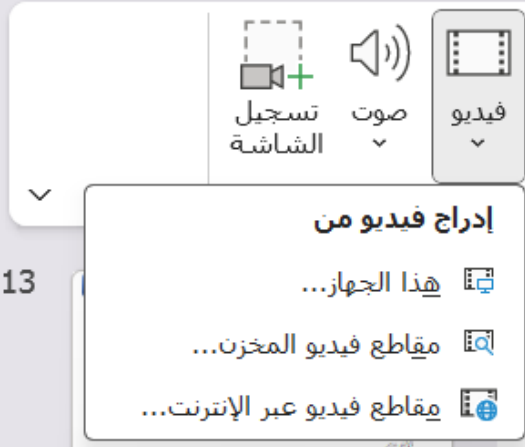 فيديو
صوت
تسجيل
الشاشة
إدراج فيديو من
هذا الجهاز...
مقاطع فيديو المخزن...
مقاطع فيديو عبر الإنترنت...
13